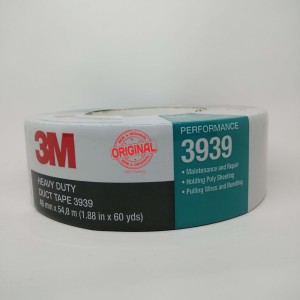 3M
HEAVY DUTY
DUCT TAPE 3939
48 mm x 54,8 m (1.88 in x 60 yds)
ORIGINAL
PERFORMANCE
3939
• Maintenance and Repair
• Holding Poly Sheeting
• Putting Wires and Bundling